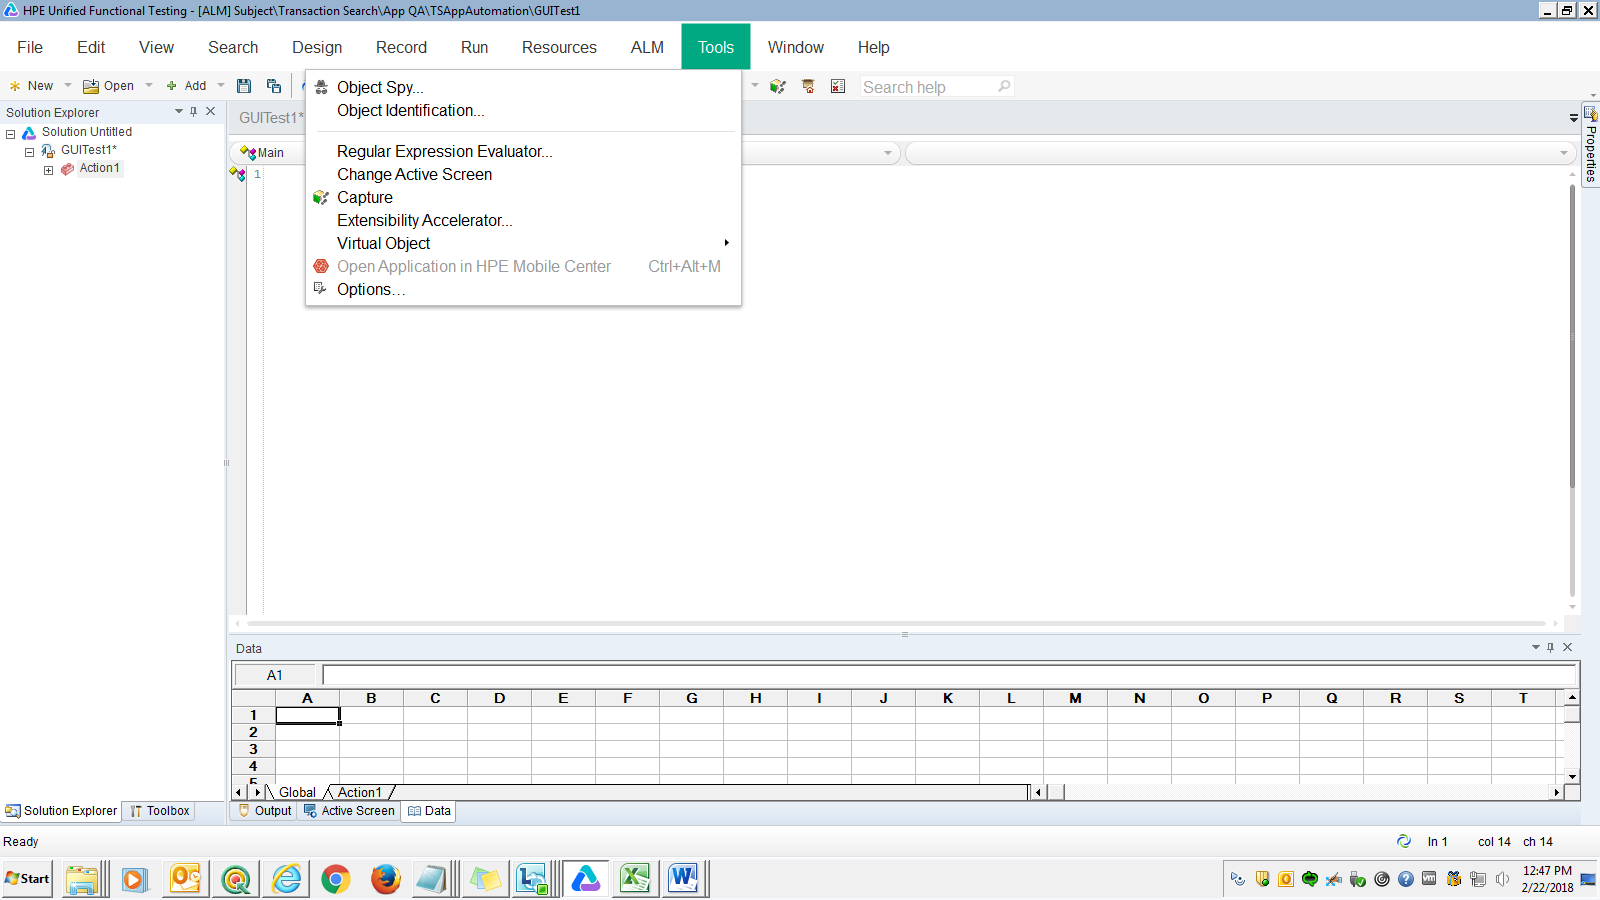 HPE Unified Functional Testing - [ALM] Subject\Transaction Search\App QA\TSAppAutomation\GUITest1
File Edit View Search Design Record Run Resources ALM Tools Window Help
New Open Add Search help
Object Spy...
Object Identification...
Regular Expression Evaluator...
Change Active Screen
Capture
Extensibility Accelerator...
Virtual Object
Open Application in HPE Mobile Center Ctrl+Alt+M
Options...
Solution Explorer
Solution Untitled
GUITest1*
Action1
GUITest1*
Main
1
Properties
Data
A1
A B C D E F G H I J K L M N O P Q R S T
1
2
3
4
5
Global Action1
Solution Explorer Toolbox Output Active Screen Data
Ready ln 1 col 14 ch 14
Start
12:47 PM
2/22/2018